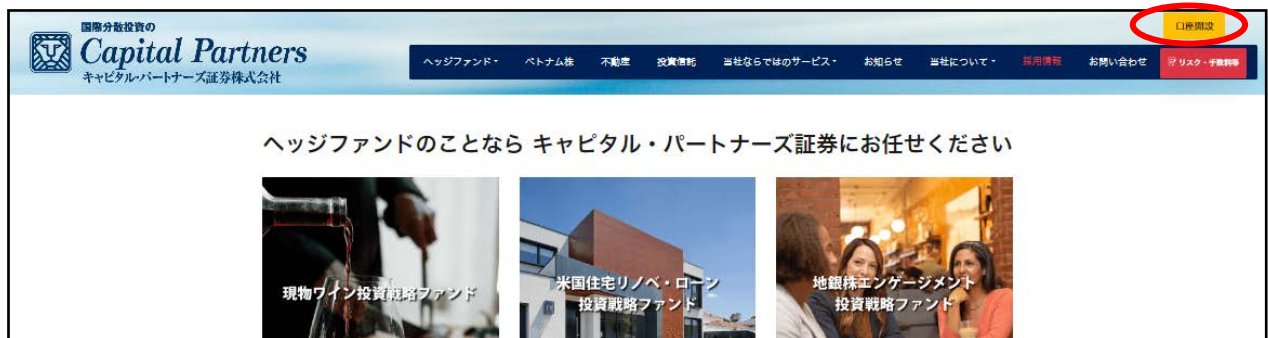 国際分散投資の
Capital Partners
キャピタル・パートナーズ証券株式会社
口座開設
ヘッジファンド
ベトナム株
不動産
投資信託
当社ならではのサービス
お知らせ
当社について
採用情報
お問い合わせ
リスク・手数料等
ヘッジファンドのことなら キャピタル・パートナーズ証券にお任せください
現物ワイン投資戦略ファンド
米国住宅リノベ・ローン
投資戦略ファンド
地銀株エンゲージメント
投資戦略ファンド